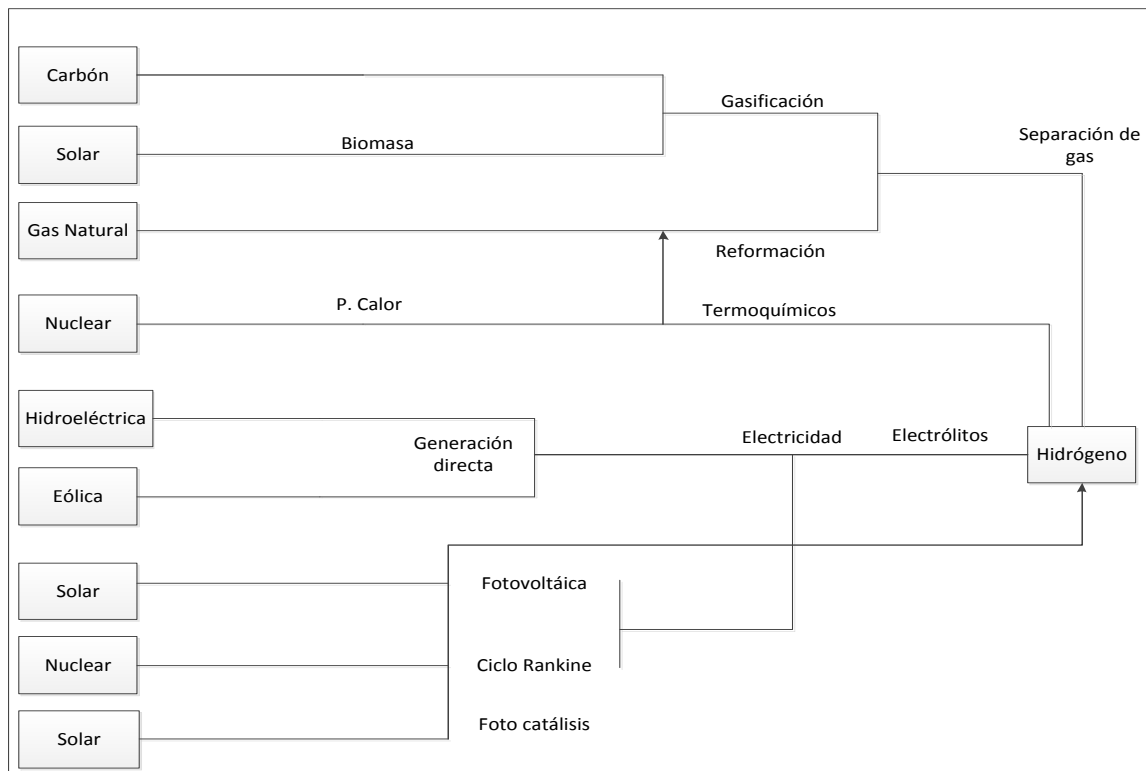 Carbón
Gasificación
Separación de
gas
Solar
Biomasa
Gas Natural
Reformación
Nuclear
P. Calor
Termoquímicos
Hidroeléctrica
Generación
directa
Electricidad
Electrólitos
Hidrógeno
Eólica
Solar
Fotovoltáica
Nuclear
Ciclo Rankine
Solar
Foto catálisis